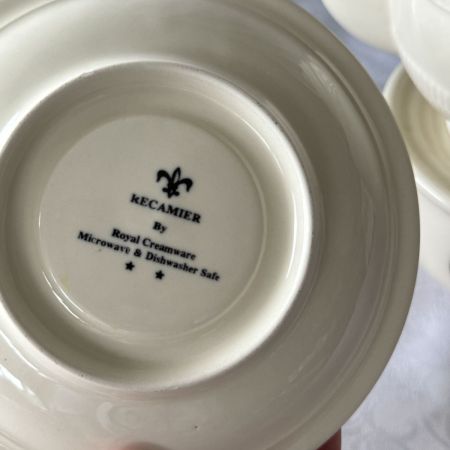 RECAMIER
By
Royal Creamware
Microwave & Dishwasher Safe